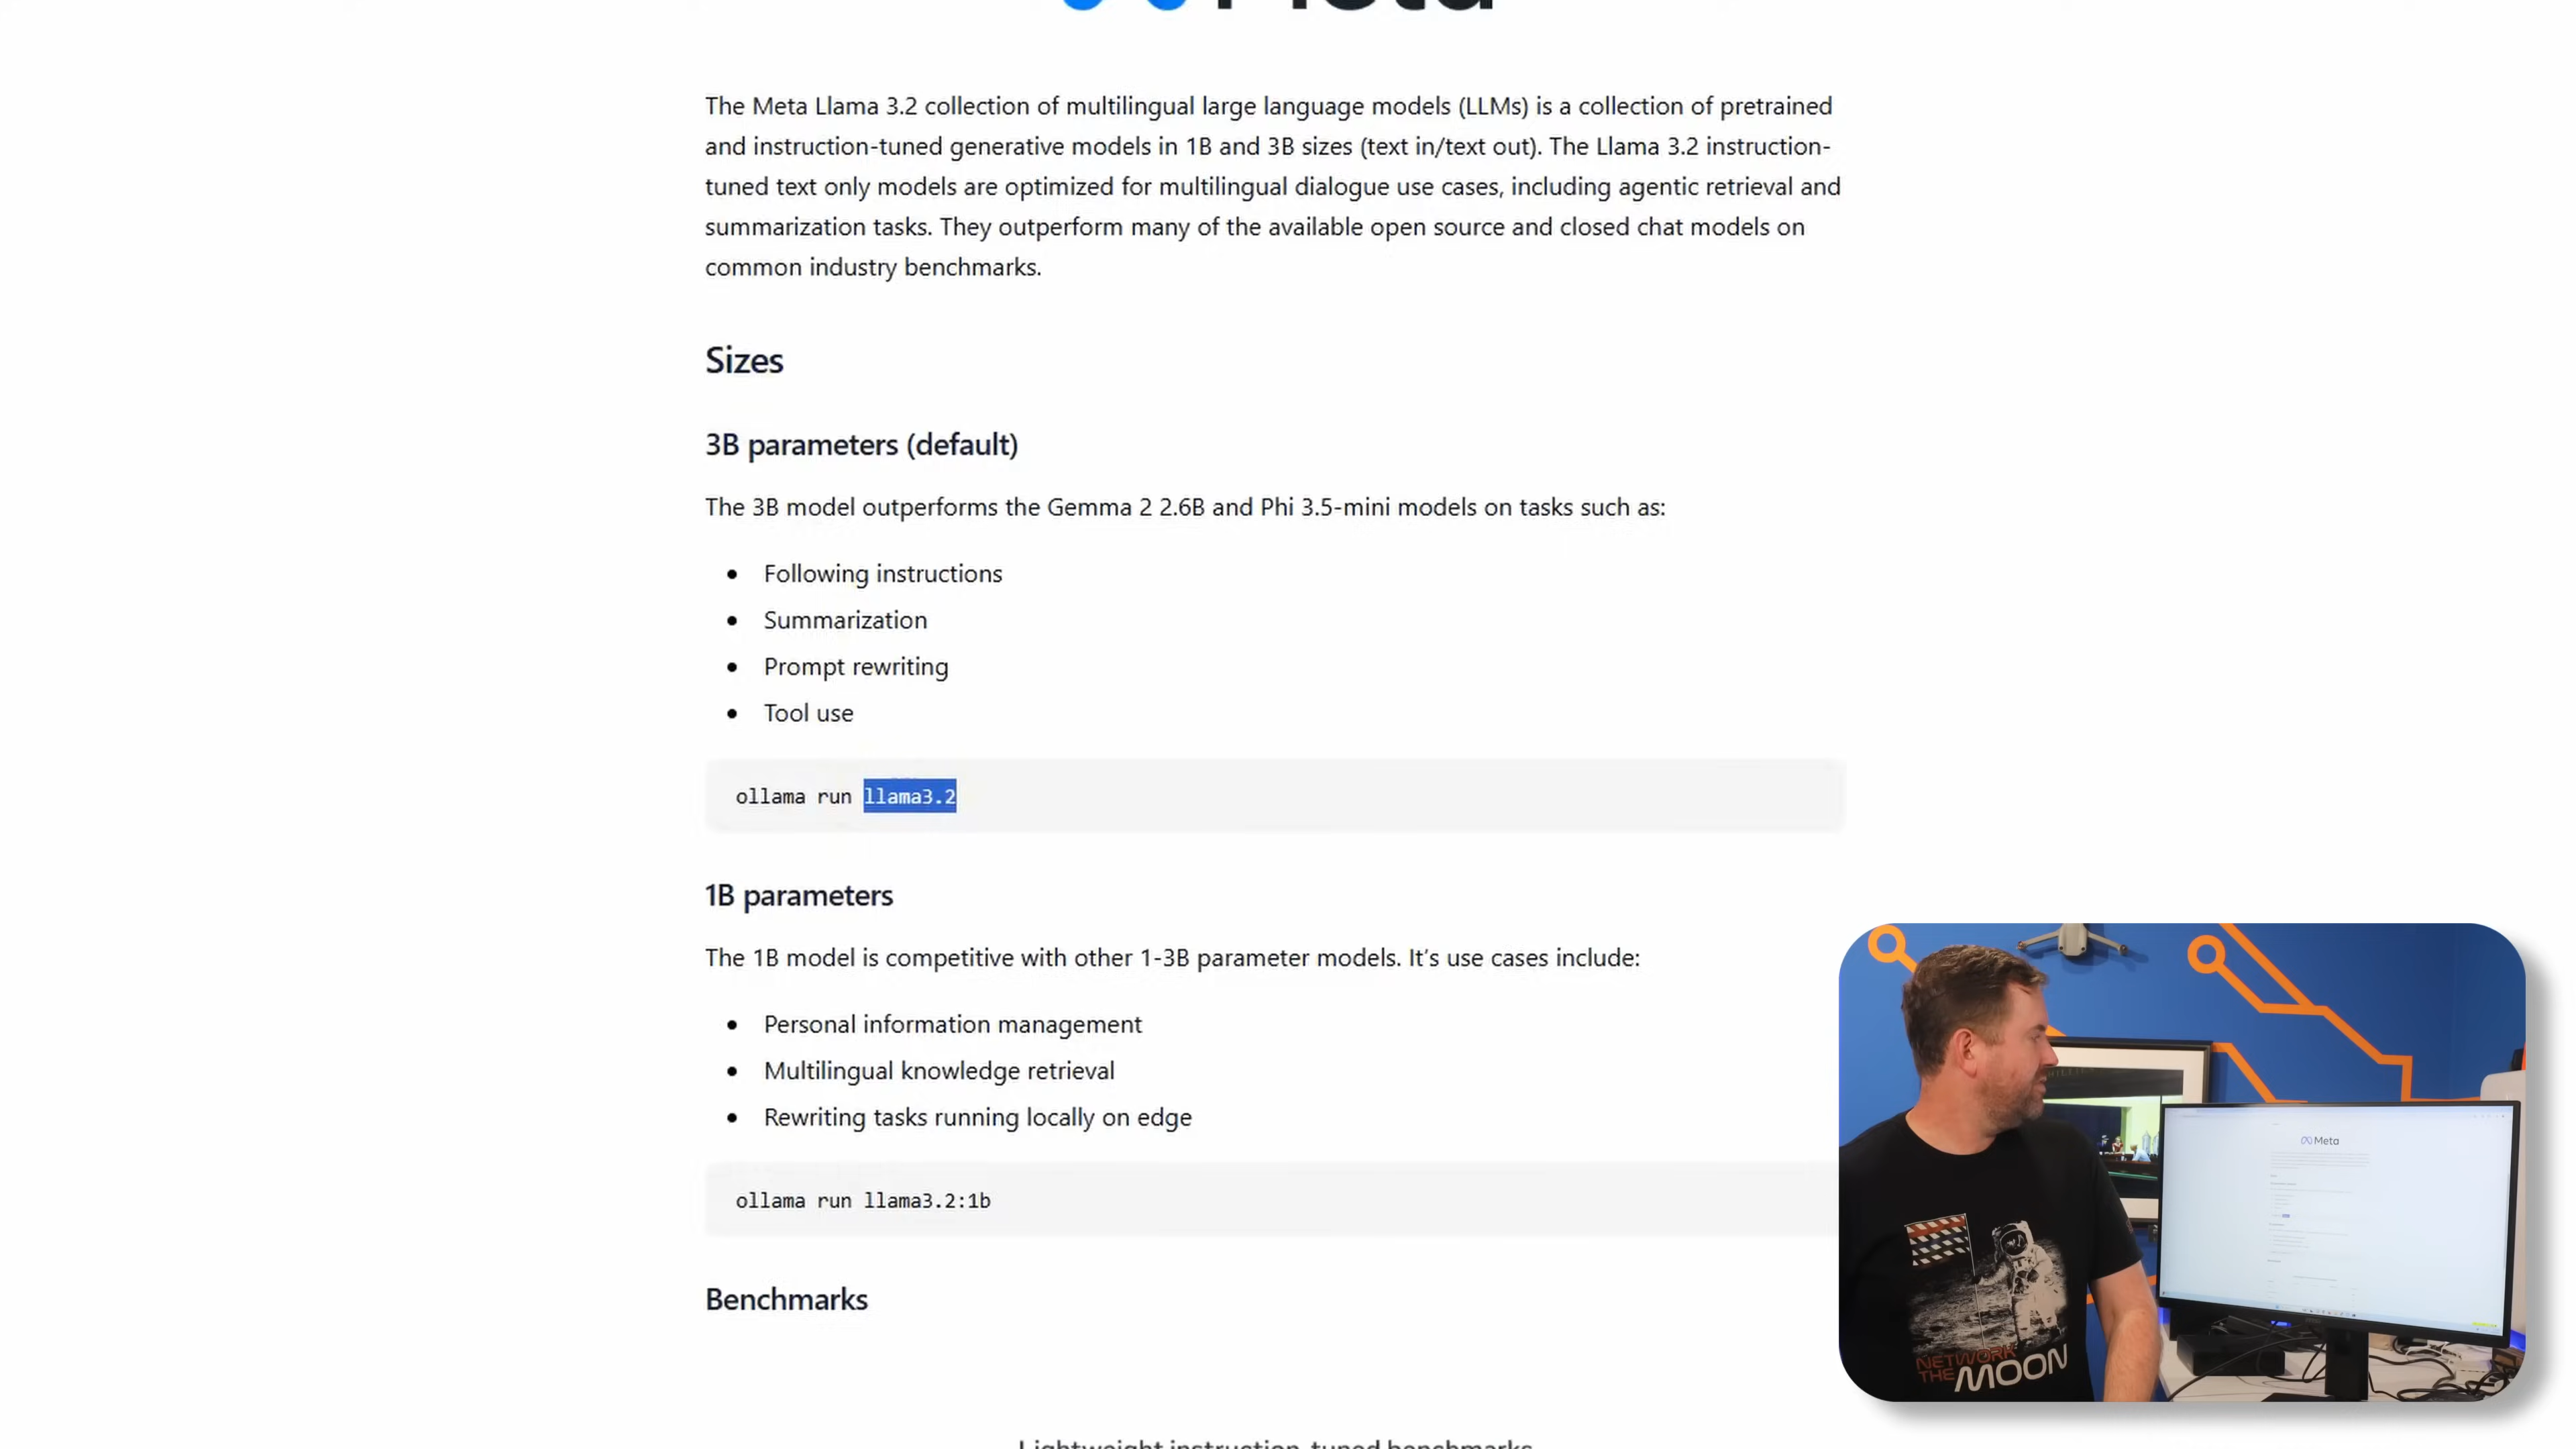 The Meta Llama 3.2 collection of multilingual large language models (LLMs) is a collection of pretrained
and instruction-tuned generative models in 1B and 3B sizes (text in/text out). The Llama 3.2 instruction-
tuned text only models are optimized for multilingual dialogue use cases, including agentic retrieval and
summarization tasks. They outperform many of the available open source and closed chat models on
common industry benchmarks.
Sizes
3B parameters (default)
The 3B model outperforms the Gemma 2 2.6B and Phi 3.5-mini models on tasks such as:
• Following instructions
• Summarization
• Prompt rewriting
• Tool use
ollama run llama3.2
1B parameters
The 1B model is competitive with other 1-3B parameter models. It’s use cases include:
• Personal information management
• Multilingual knowledge retrieval
• Rewriting tasks running locally on edge
ollama run llama3.2:1b
Benchmarks
Lightweight instruction-tuned benchmarks
Meta
NETWORK
THE MOON